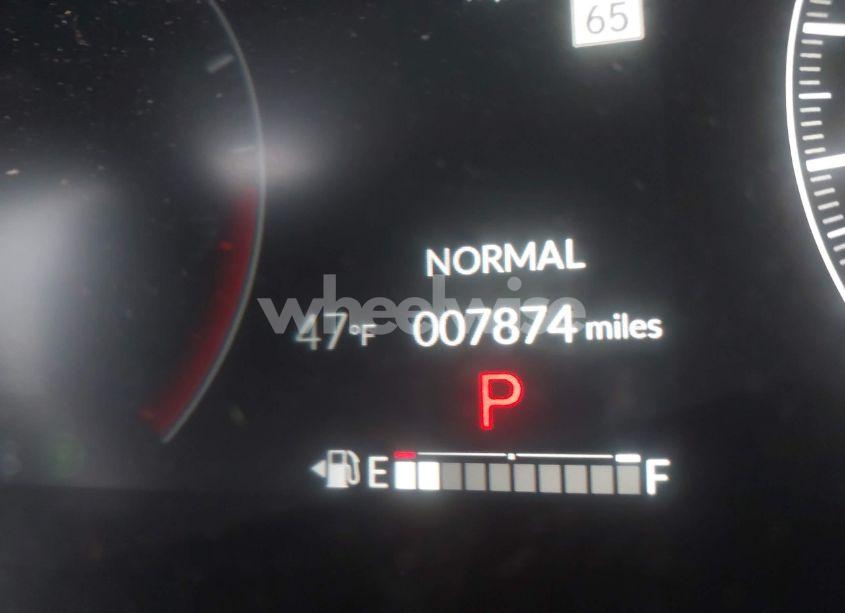 65
NORMAL
wheelwise
47°F 007874 miles
P
E F